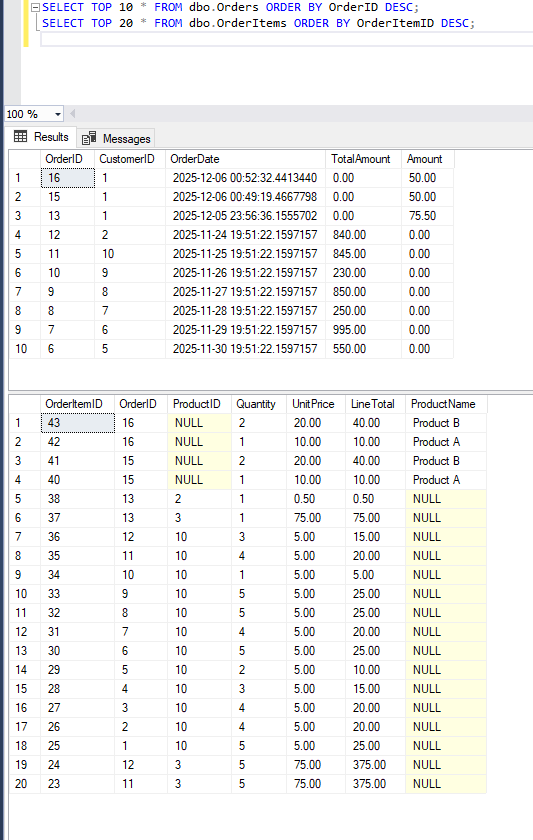 SELECT TOP 10 * FROM dbo.Orders ORDER BY OrderID DESC;
SELECT TOP 20 * FROM dbo.OrderItems ORDER BY OrderItemID DESC;
100 %
Results Messages
OrderID CustomerID OrderDate TotalAmount Amount
1 16 1 2025-12-06 00:52:32.4413440 0.00 50.00
2 15 1 2025-12-06 00:49:19.4667798 0.00 50.00
3 13 1 2025-12-05 23:56:36.1555702 0.00 75.50
4 12 2 2025-11-24 19:51:22.1597157 840.00 0.00
5 11 10 2025-11-25 19:51:22.1597157 845.00 0.00
6 10 9 2025-11-26 19:51:22.1597157 230.00 0.00
7 9 8 2025-11-27 19:51:22.1597157 850.00 0.00
8 8 7 2025-11-28 19:51:22.1597157 250.00 0.00
9 7 6 2025-11-29 19:51:22.1597157 995.00 0.00
10 6 5 2025-11-30 19:51:22.1597157 550.00 0.00
OrderItemID OrderID ProductID Quantity UnitPrice LineTotal ProductName
1 43 16 NULL 2 20.00 40.00 Product B
2 42 16 NULL 1 10.00 10.00 Product A
3 41 15 NULL 2 20.00 40.00 Product B
4 40 15 NULL 1 10.00 10.00 Product A
5 38 13 2 1 0.50 0.50 NULL
6 37 13 3 1 75.00 75.00 NULL
7 36 12 10 3 5.00 15.00 NULL
8 35 11 10 4 5.00 20.00 NULL
9 34 10 10 1 5.00 5.00 NULL
10 33 9 10 5 5.00 25.00 NULL
11 32 8 10 5 5.00 25.00 NULL
12 31 7 10 4 5.00 20.00 NULL
13 30 6 10 5 5.00 25.00 NULL
14 29 5 10 2 5.00 10.00 NULL
15 28 4 10 3 5.00 15.00 NULL
16 27 3 10 4 5.00 20.00 NULL
17 26 2 10 4 5.00 20.00 NULL
18 25 1 10 5 5.00 25.00 NULL
19 24 12 3 5 75.00 375.00 NULL
20 23 11 3 5 75.00 375.00 NULL